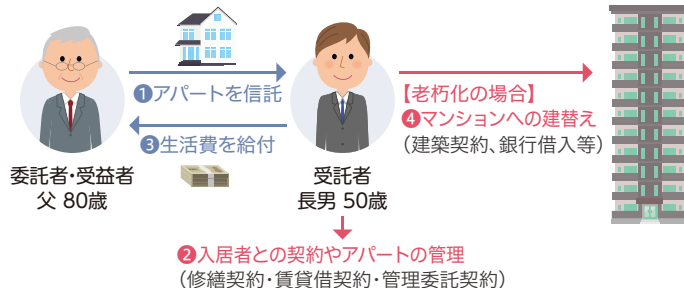 ❶アパートを信託
❸生活費を給付
委託者・受益者
父 80歳
受託者
長男 50歳
【老朽化の場合】
❹マンションへの建替え
（建築契約、銀行借入等）
❷入居者との契約やアパートの管理
（修繕契約・賃貸借契約・管理委託契約）